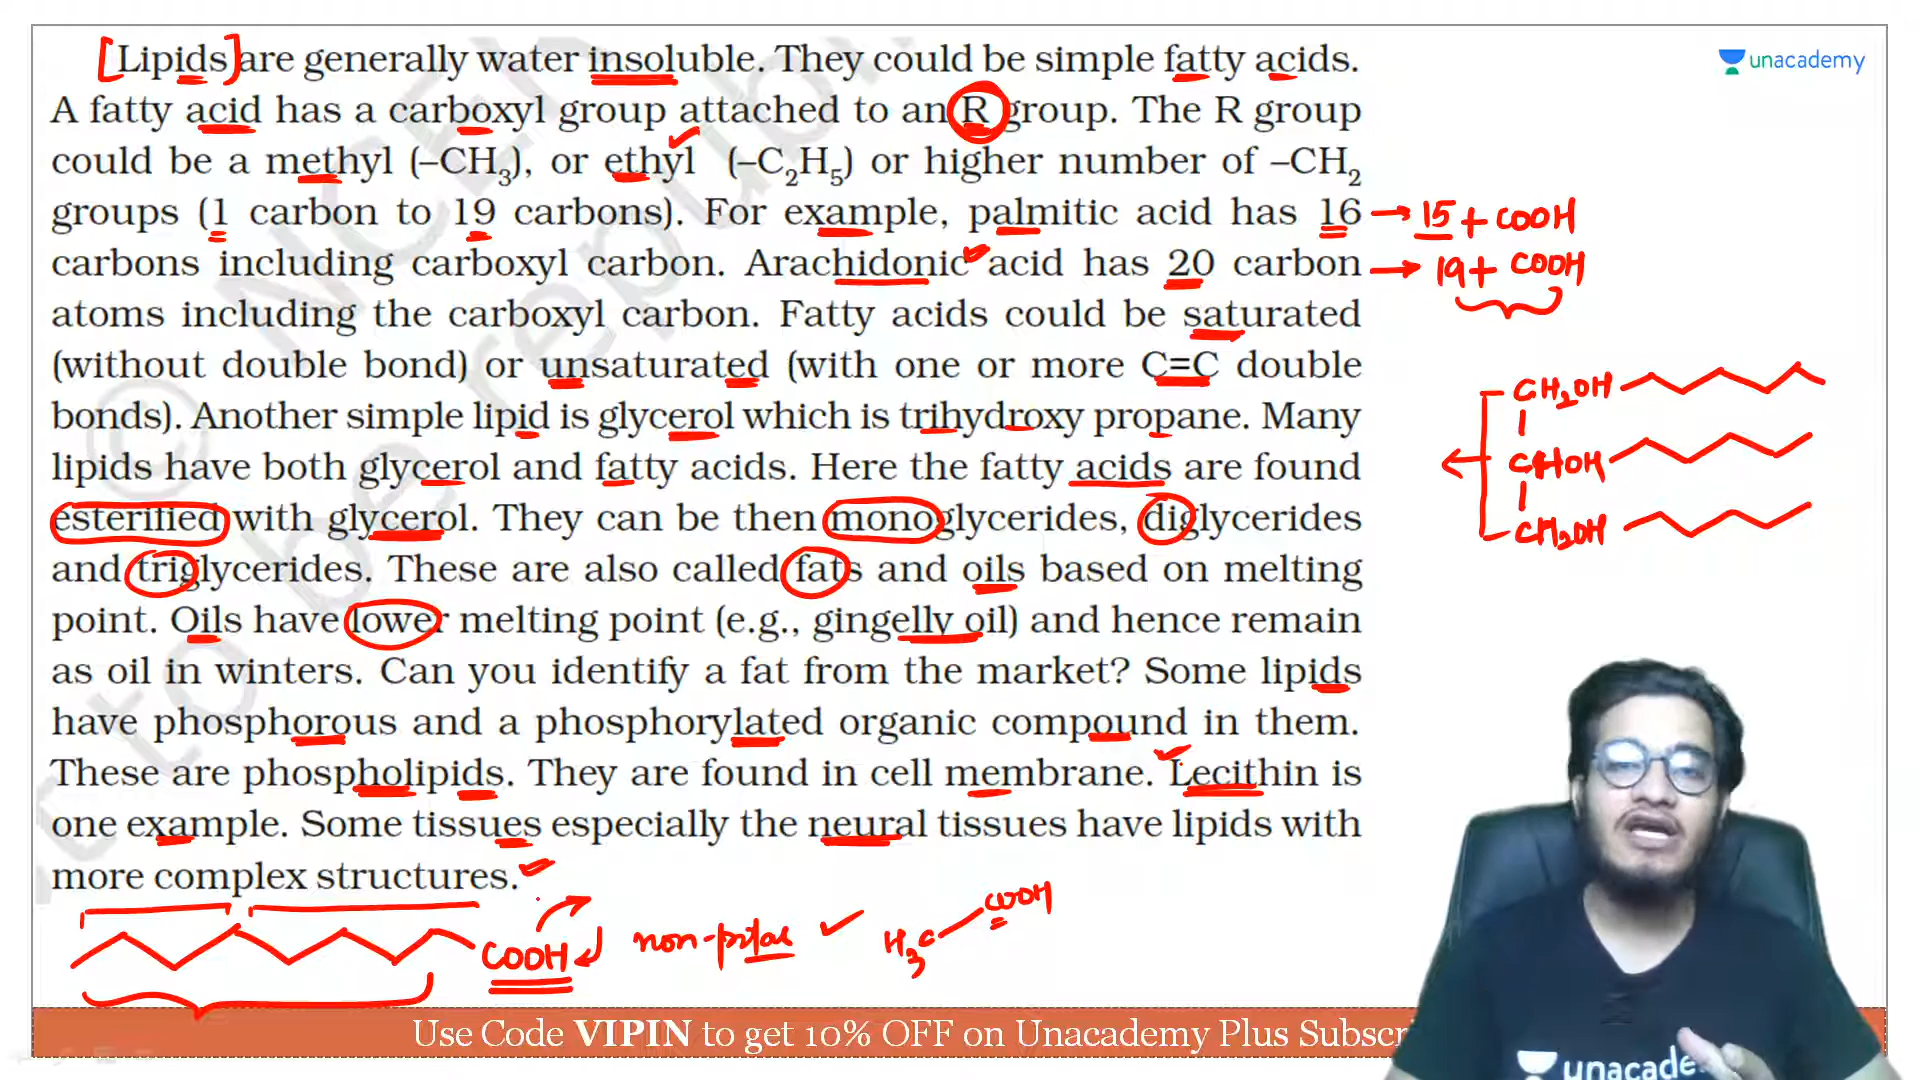 [Lipids] are generally water insoluble. They could be simple fatty acids.
unacademy
A fatty acid has a carboxyl group attached to an R group. The R group
could be a methyl (–CH3), or ethyl (–C2H5) or higher number of –CH2
groups (1 carbon to 19 carbons). For example, palmitic acid has 16
→ 15 + COOH
carbons including carboxyl carbon. Arachidonic acid has 20 carbon
→ 19 + COOH
atoms including the carboxyl carbon. Fatty acids could be saturated
(without double bond) or unsaturated (with one or more C=C double
CH2OH
bonds). Another simple lipid is glycerol which is trihydroxy propane. Many
lipids have both glycerol and fatty acids. Here the fatty acids are found
CHOH
esterified with glycerol. They can be then monoglycerides, diglycerides
CH2OH
and triglycerides. These are also called fats and oils based on melting
point. Oils have lower melting point (e.g., gingelly oil) and hence remain
as oil in winters. Can you identify a fat from the market? Some lipids
have phosphorous and a phosphorylated organic compound in them.
These are phospholipids. They are found in cell membrane. Lecithin is
one example. Some tissues especially the neural tissues have lipids with
more complex structures.
COOH non-polar H3C COOH
Use Code VIPIN to get 10% OFF on Unacademy Plus Subscr
unacade